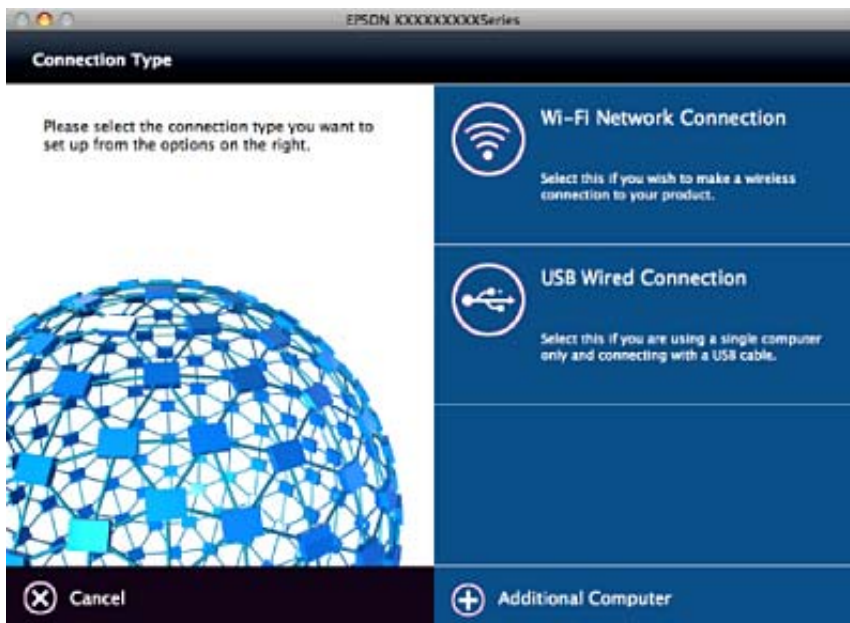 EPSON XXXXXXXXXSeries
Connection Type
Please select the connection type you want to
set up from the options on the right.
Wi-Fi Network Connection
Select this if you wish to make a wireless
connection to your product.
USB Wired Connection
Select this if you are using a single computer
only and connecting with a USB cable.
Cancel
Additional Computer